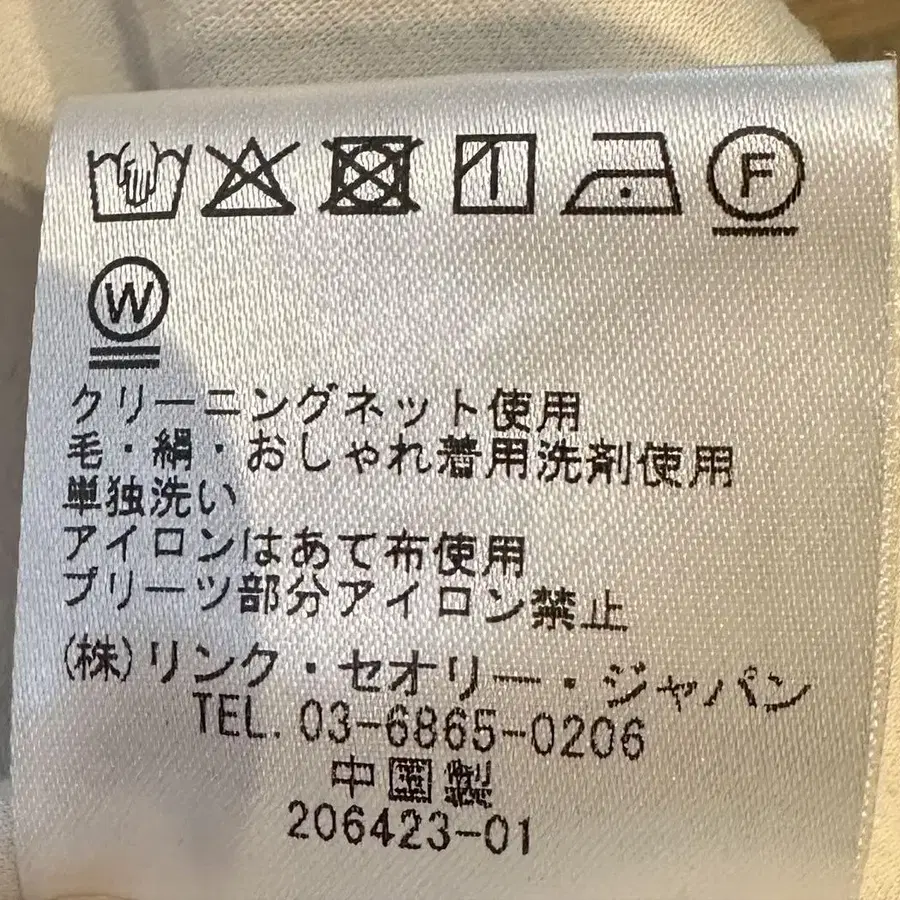 F
W
クリーニングネット使用
毛・絹・おしゃれ着用洗剤使用
単独洗い
アイロンはあて布使用
プリーツ部分アイロン禁止
(株)リンク・セオリー・ジャパン
TEL. 03-6865-0206
中国製
206423-01